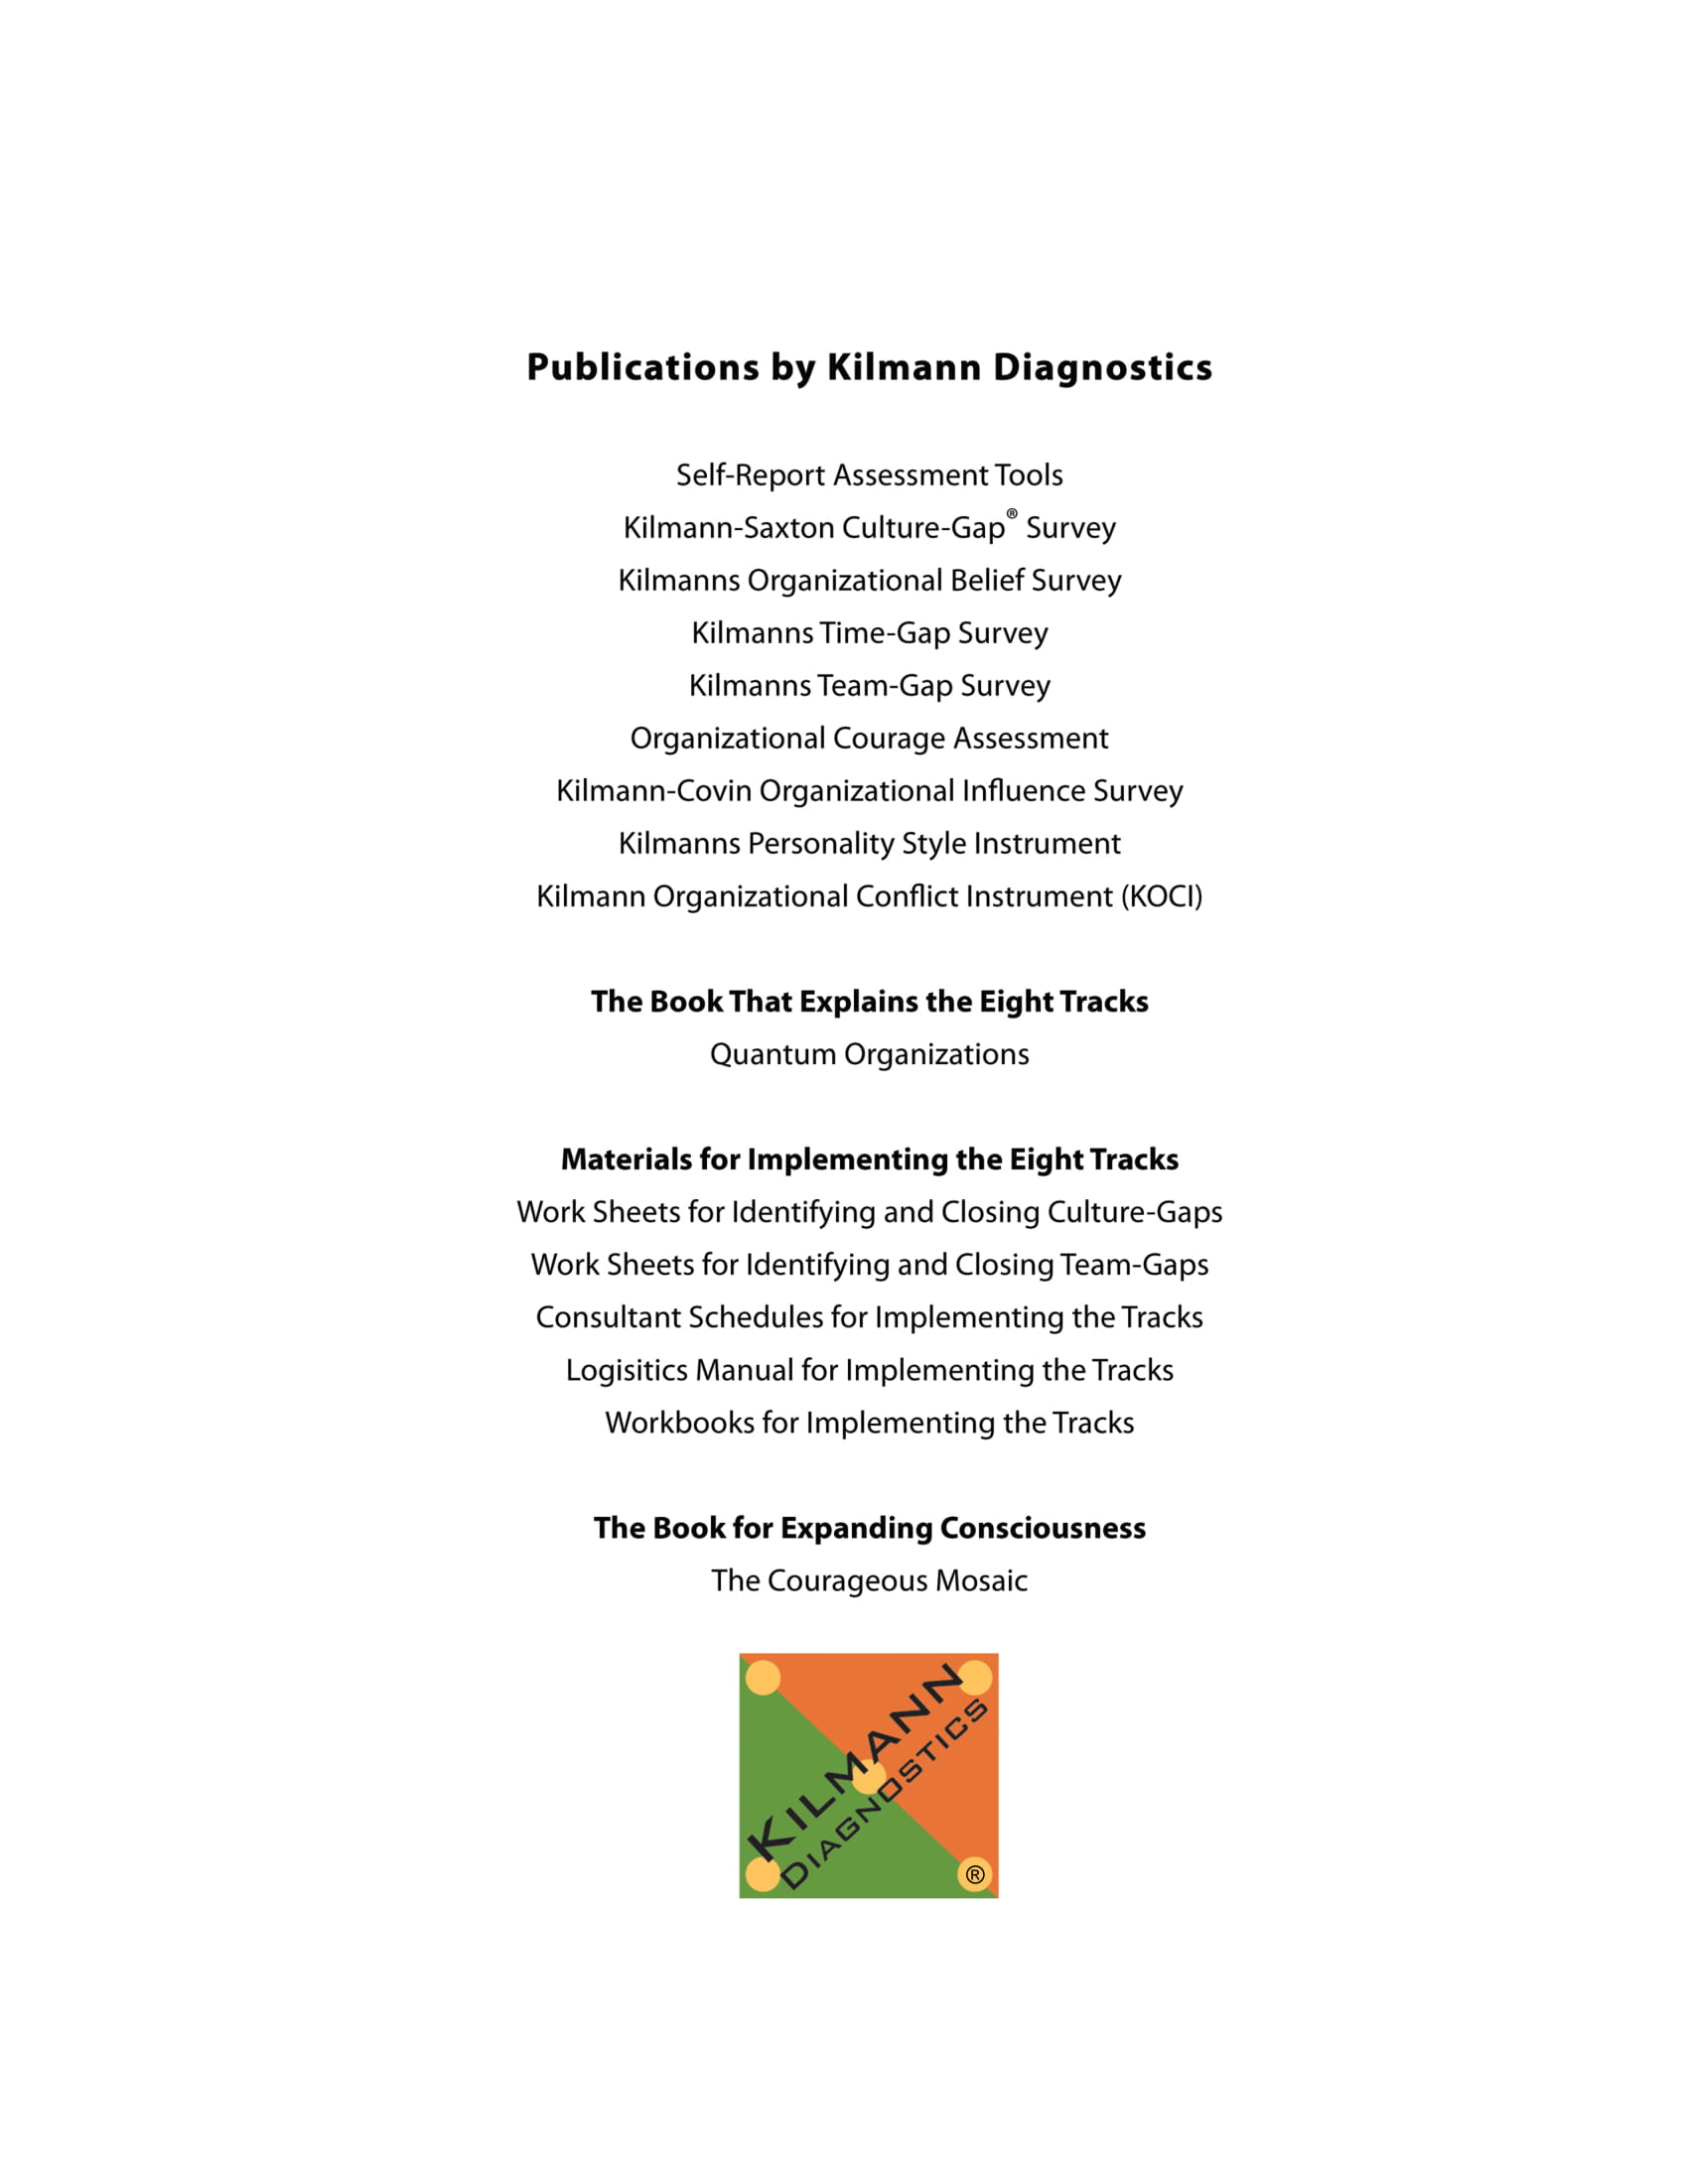 Publications by Kilmann Diagnostics
Self-Report Assessment Tools
Kilmann-Saxton Culture-Gap® Survey
Kilmanns Organizational Belief Survey
Kilmanns Time-Gap Survey
Kilmanns Team-Gap Survey
Organizational Courage Assessment
Kilmann-Covin Organizational Influence Survey
Kilmanns Personality Style Instrument
Kilmann Organizational Conflict Instrument (KOCI)
The Book That Explains the Eight Tracks
Quantum Organizations
Materials for Implementing the Eight Tracks
Work Sheets for Identifying and Closing Culture-Gaps
Work Sheets for Identifying and Closing Team-Gaps
Consultant Schedules for Implementing the Tracks
Logisitics Manual for Implementing the Tracks
Workbooks for Implementing the Tracks
The Book for Expanding Consciousness
The Courageous Mosaic
KILMANN
DIAGNOSTICS
®